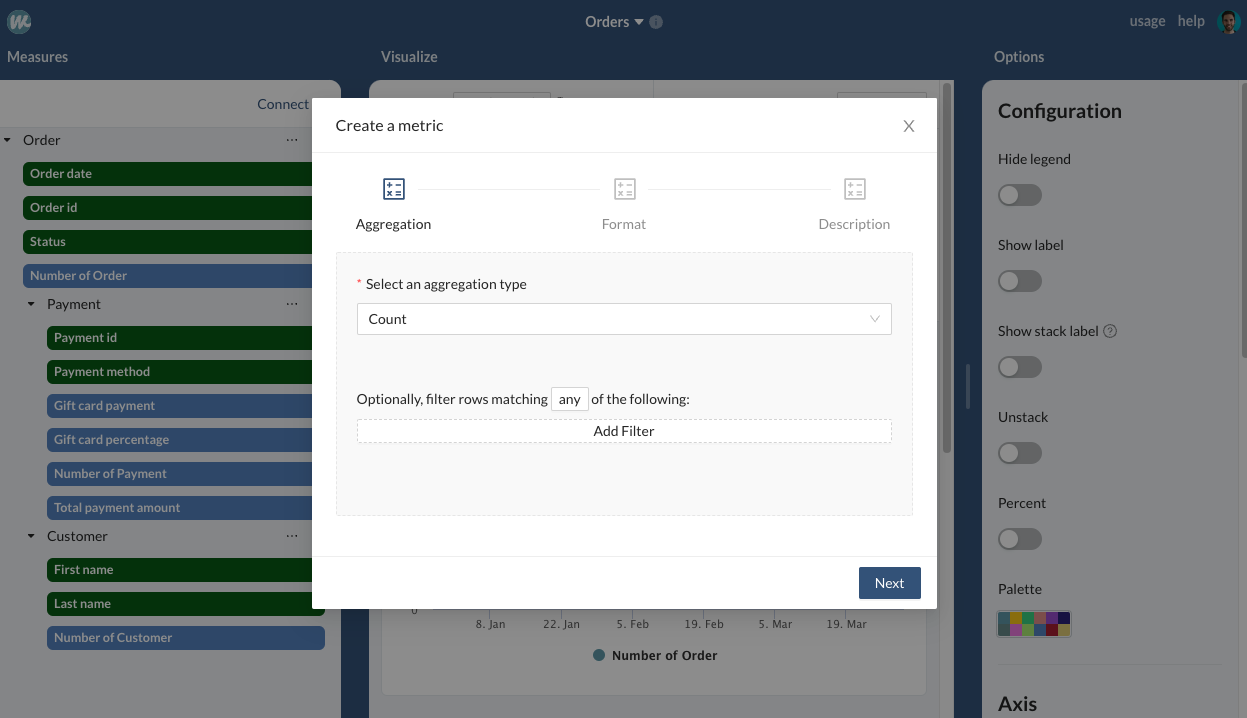 Orders
usage help
Measures
Visualize
Options
Connect
Order
Order date
Order id
Status
Number of Order
Payment
Payment id
Payment method
Gift card payment
Gift card percentage
Number of Payment
Total payment amount
Customer
First name
Last name
Number of Customer
Create a metric
Aggregation
Format
Description
* Select an aggregation type
Count
Optionally, filter rows matching any of the following:
Add Filter
Next
0
8. Jan 22. Jan 5. Feb 19. Feb 5. Mar 19. Mar
Number of Order
Configuration
Hide legend
Show label
Show stack label
Unstack
Percent
Palette
Axis